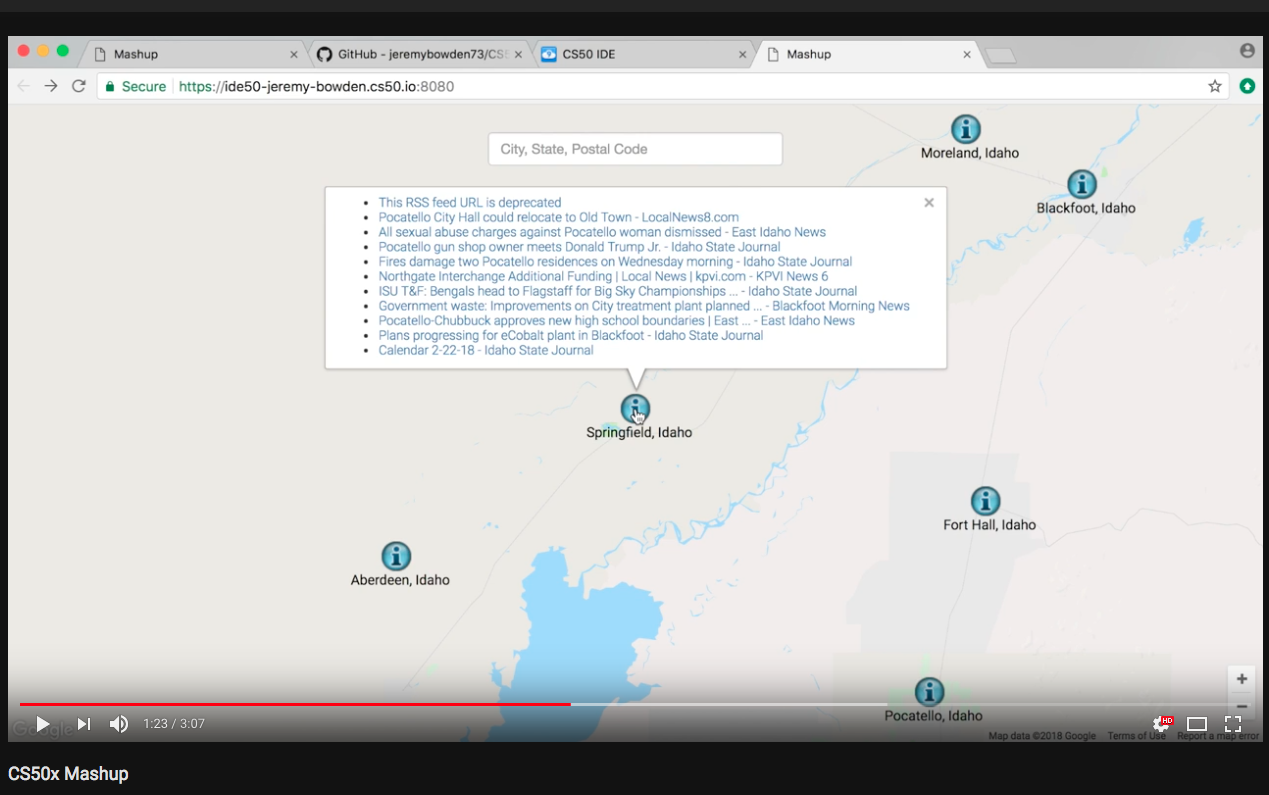 Mashup
GitHub - jeremybowden73/CS5
CS50 IDE
Mashup
Secure
https://ide50-jeremy-bowden.cs50.io:8080
City, State, Postal Code
Moreland, Idaho
Blackfoot, Idaho
This RSS feed URL is deprecated
Pocatello City Hall could relocate to Old Town - LocalNews8.com
All sexual abuse charges against Pocatello woman dismissed - East Idaho News
Pocatello gun shop owner meets Donald Trump Jr. - Idaho State Journal
Fires damage two Pocatello residences on Wednesday morning - Idaho State Journal
Northgate Interchange Additional Funding | Local News | kpvi.com - KPVI News 6
ISU T&F: Bengals head to Flagstaff for Big Sky Championships ... - Idaho State Journal
Government waste: Improvements on City treatment plant planned ... - Blackfoot Morning News
Pocatello-Chubbuck approves new high school boundaries | East ... - East Idaho News
Plans progressing for eCobalt plant in Blackfoot - Idaho State Journal
Calendar 2-22-18 - Idaho State Journal
Springfield, Idaho
Fort Hall, Idaho
Aberdeen, Idaho
Pocatello, Idaho
Google
1:23 / 3:07
HD
Map data ©2018 Google
Terms of Use
Report a map error
CS50x Mashup